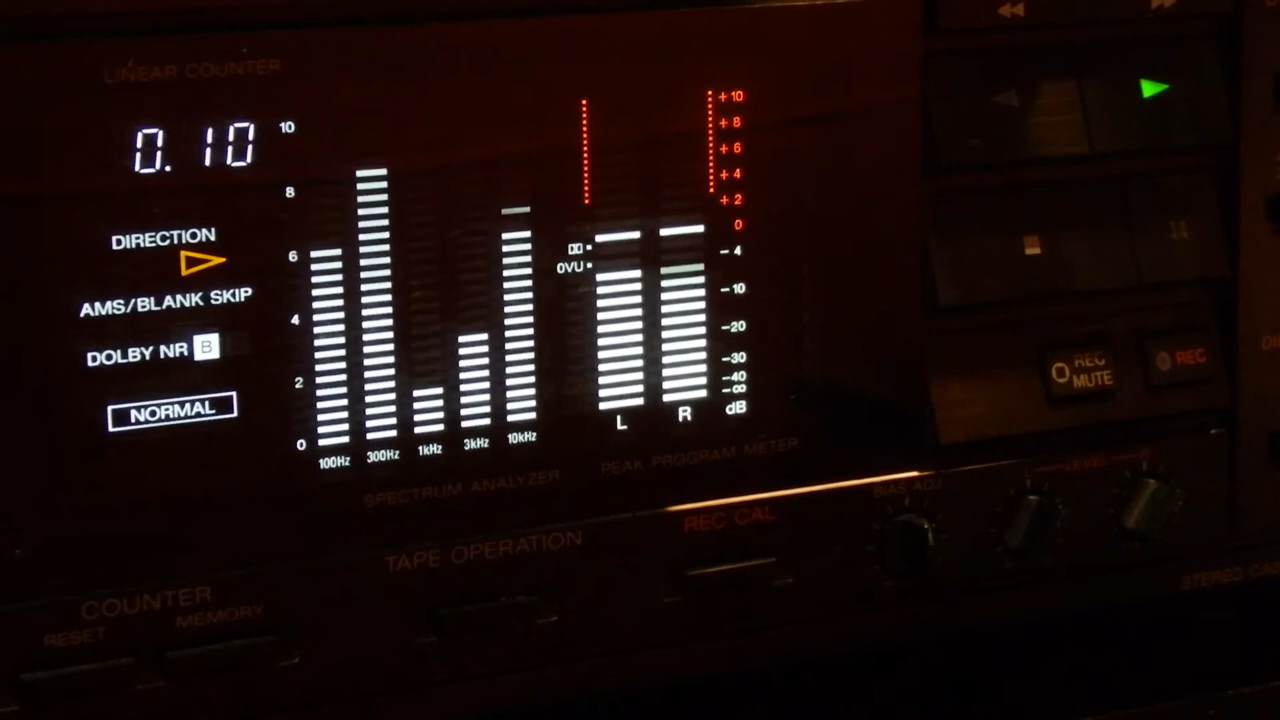 LINEAR COUNTER
0. 10
DIRECTION
AMS/BLANK SKIP
DOLBY NR B
NORMAL
10
8
6
4
2
0
100Hz 300Hz 1kHz 3kHz 10kHz
SPECTRUM ANALYZER
0VU
+10
+8
+6
+4
+2
0
-4
-10
-20
-30
-40
-∞
dB
L R
PEAK PROGRAM METER
REC MUTE
REC
LEVEL
BIAS ADJ
REC CAL
TAPE OPERATION
COUNTER
RESET MEMORY